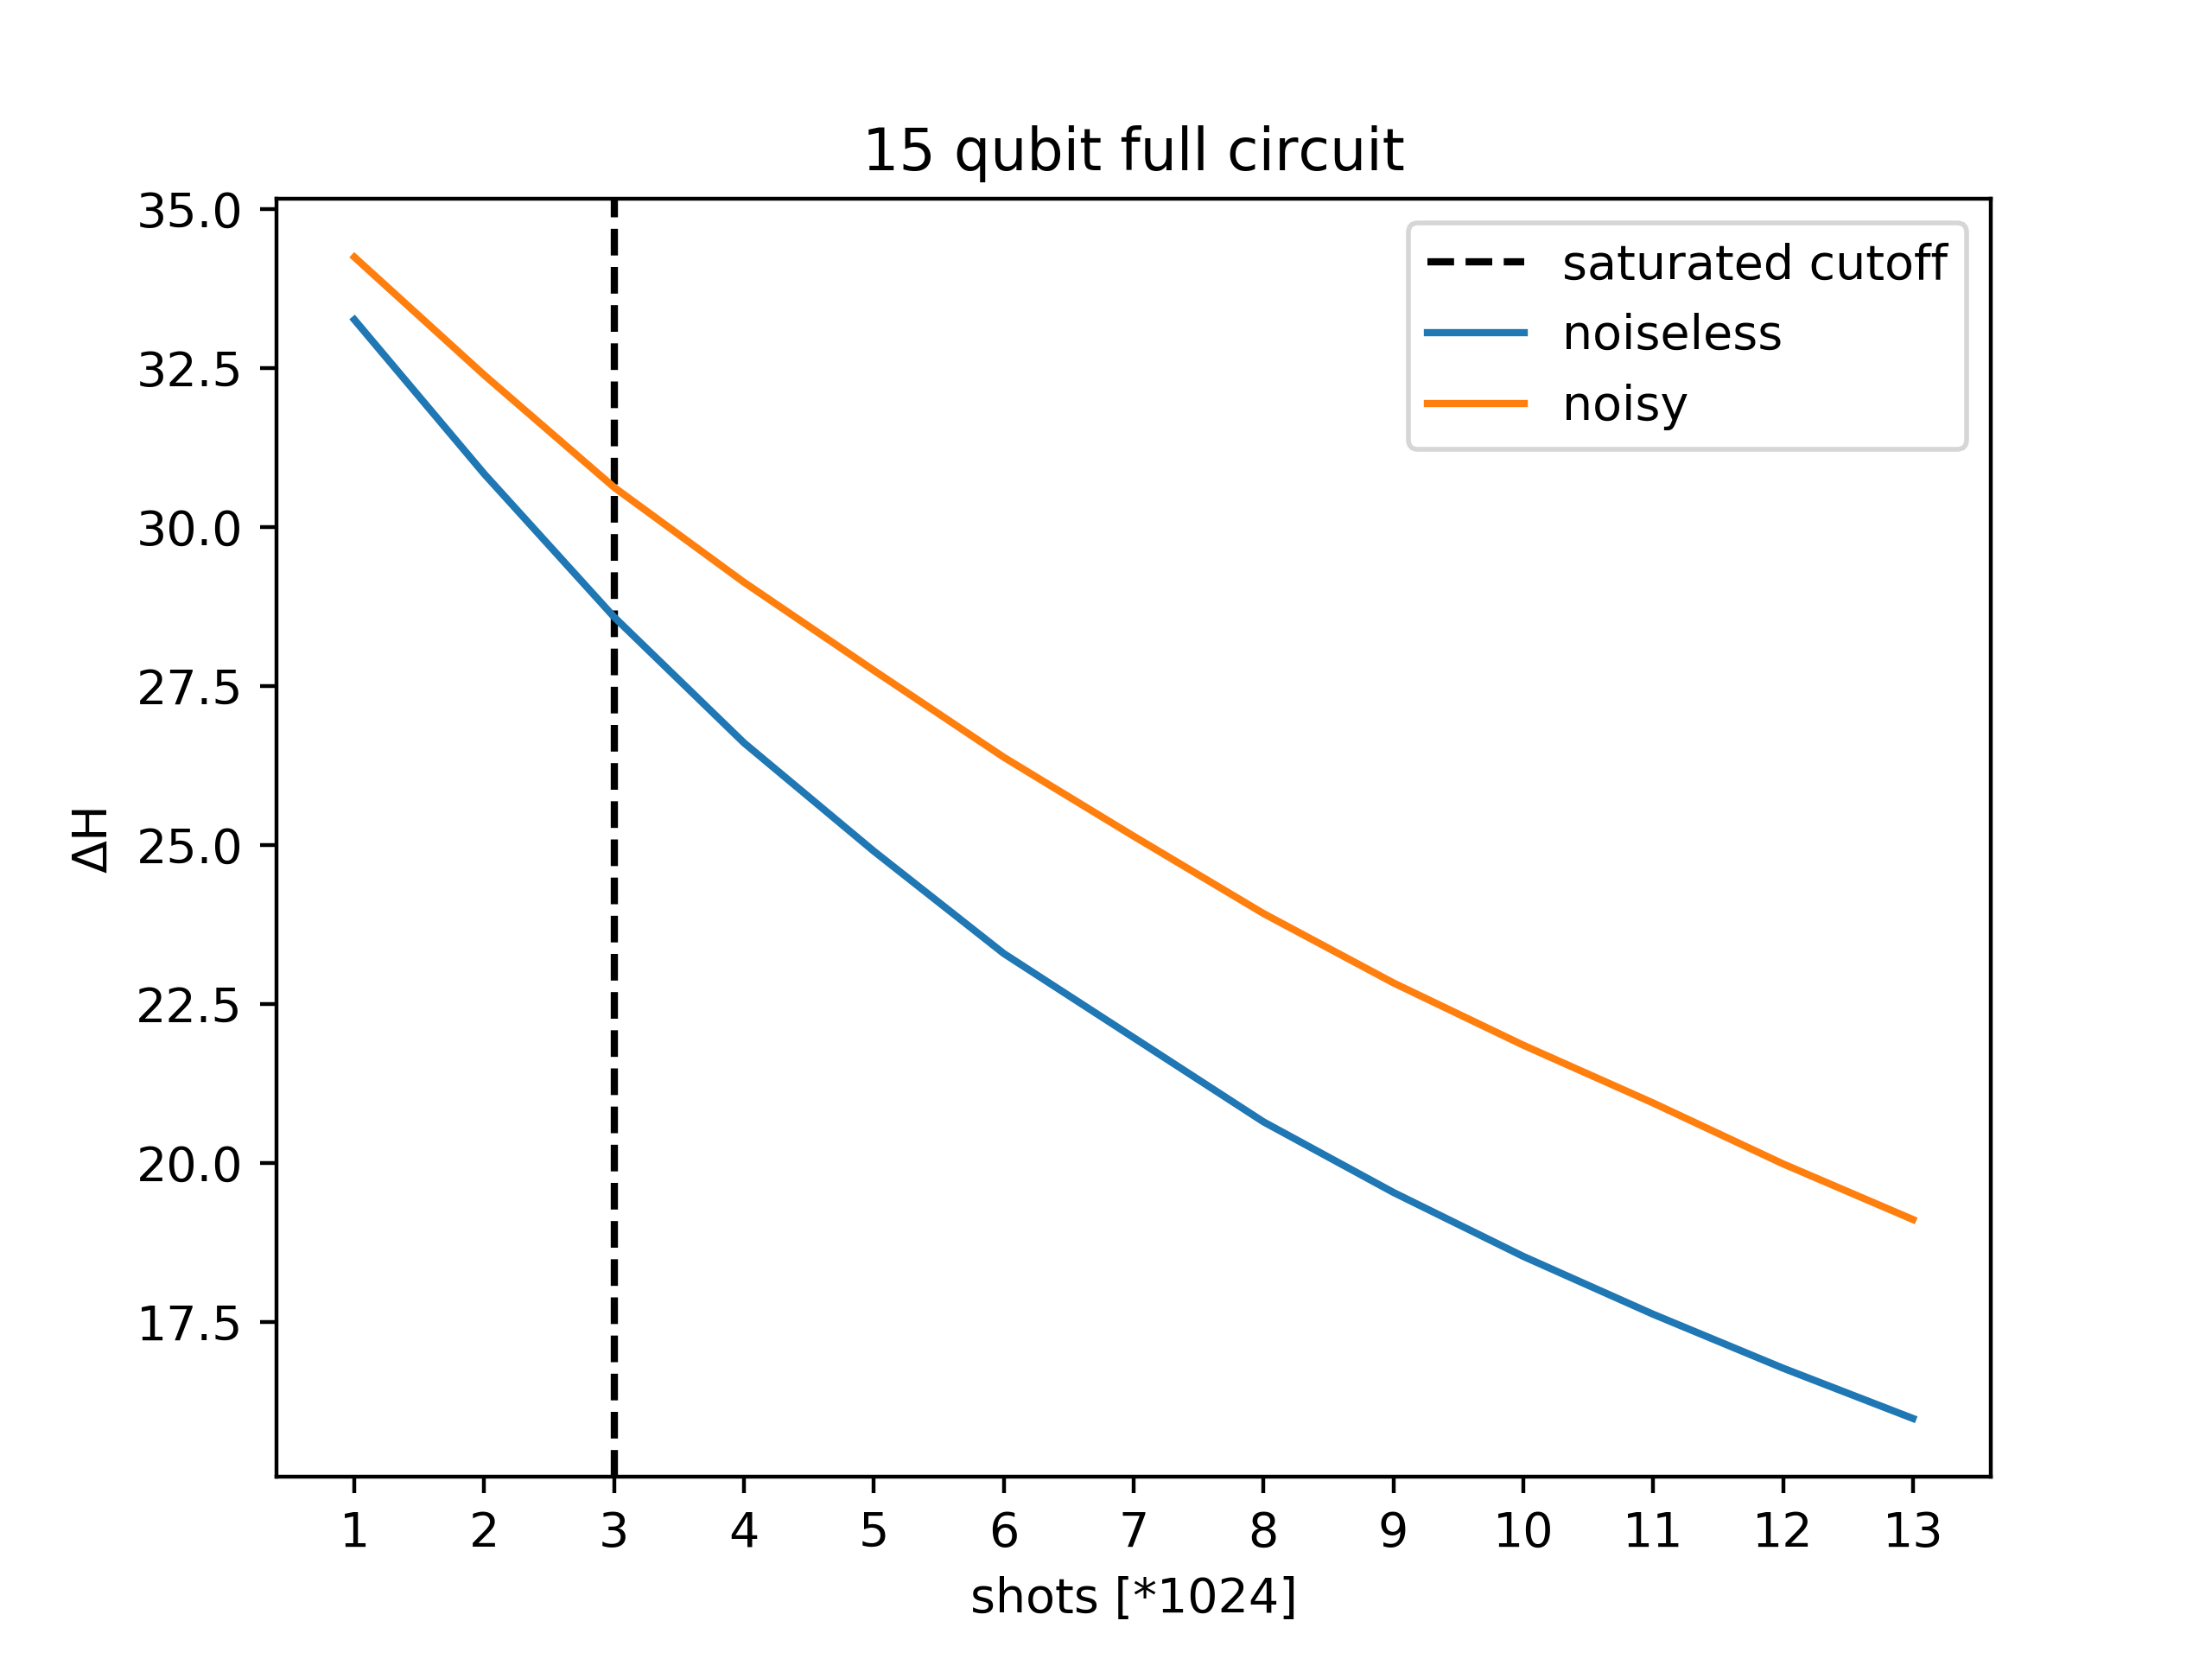 15 qubit full circuit
35.0
32.5
30.0
27.5
25.0
22.5
20.0
17.5
ΔH
saturated cutoff
noiseless
noisy
1 2 3 4 5 6 7 8 9 10 11 12 13
shots [*1024]